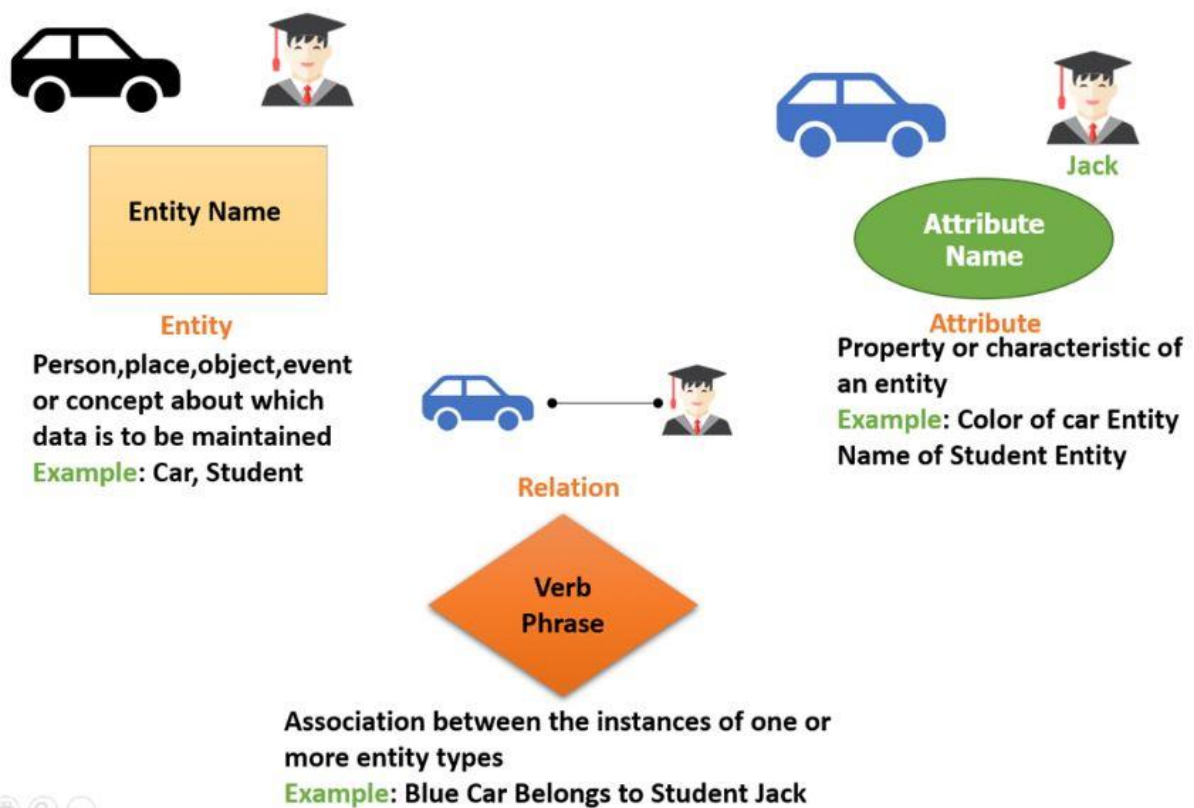 Entity Name
Entity
Person,place,object,event
or concept about which
data is to be maintained
Example: Car, Student
Jack
Attribute
Name
Attribute
Property or characteristic of
an entity
Example: Color of car Entity
Name of Student Entity
Relation
Verb
Phrase
Association between the instances of one or
more entity types
Example: Blue Car Belongs to Student Jack